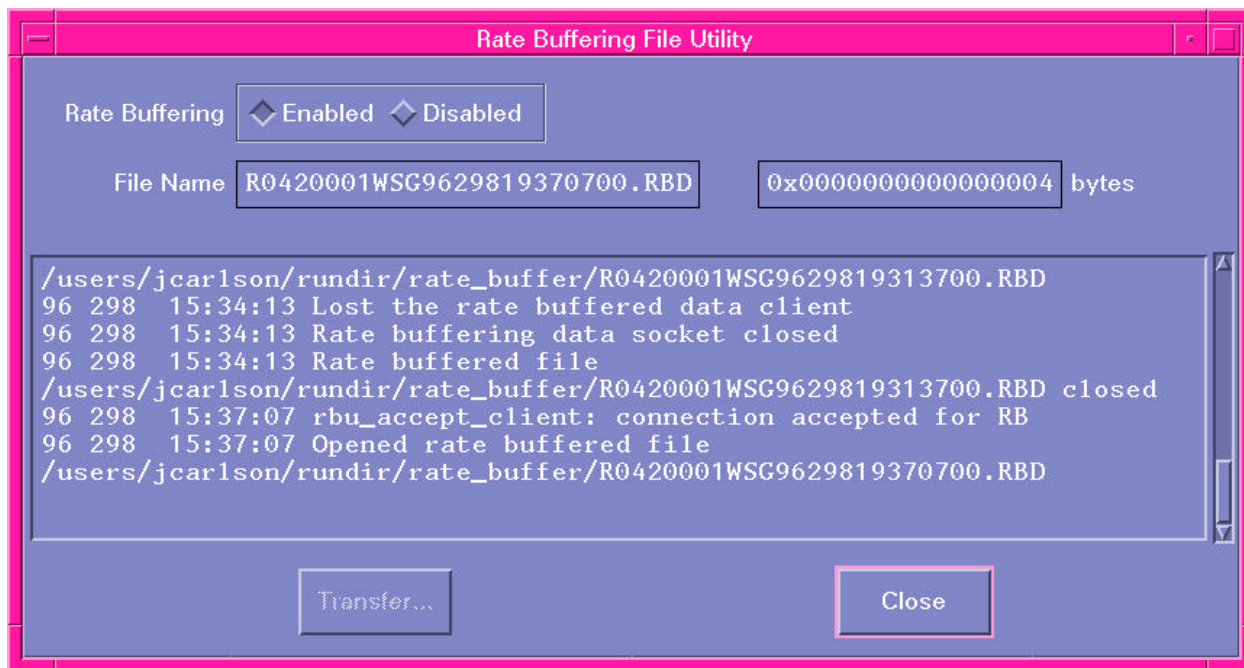 Rate Buffering File Utility
Rate Buffering Enabled Disabled
File Name R0420001WSG9629819370700.RBD 0x0000000000000004 bytes
/users/jcarlson/rundir/rate_buffer/R0420001WSG9629819313700.RBD
96 298  15:34:13 Lost the rate buffered data client
96 298  15:34:13 Rate buffering data socket closed
96 298  15:34:13 Rate buffered file
/users/jcarlson/rundir/rate_buffer/R0420001WSG9629819313700.RBD closed
96 298  15:37:07 rbu_accept_client: connection accepted for RB
96 298  15:37:07 Opened rate buffered file
/users/jcarlson/rundir/rate_buffer/R0420001WSG9629819370700.RBD
Transfer... Close